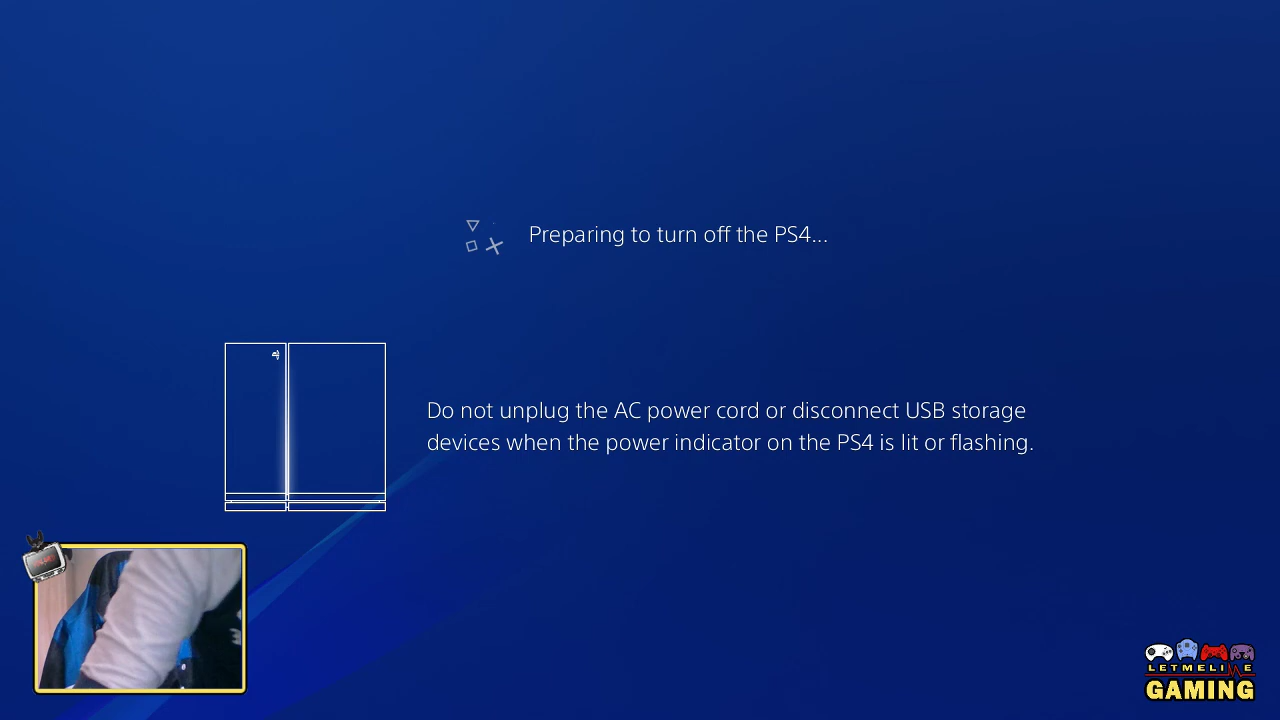 Preparing to turn off the PS4...
Do not unplug the AC power cord or disconnect USB storage
devices when the power indicator on the PS4 is lit or flashing.
LETMELIVE
GAMING